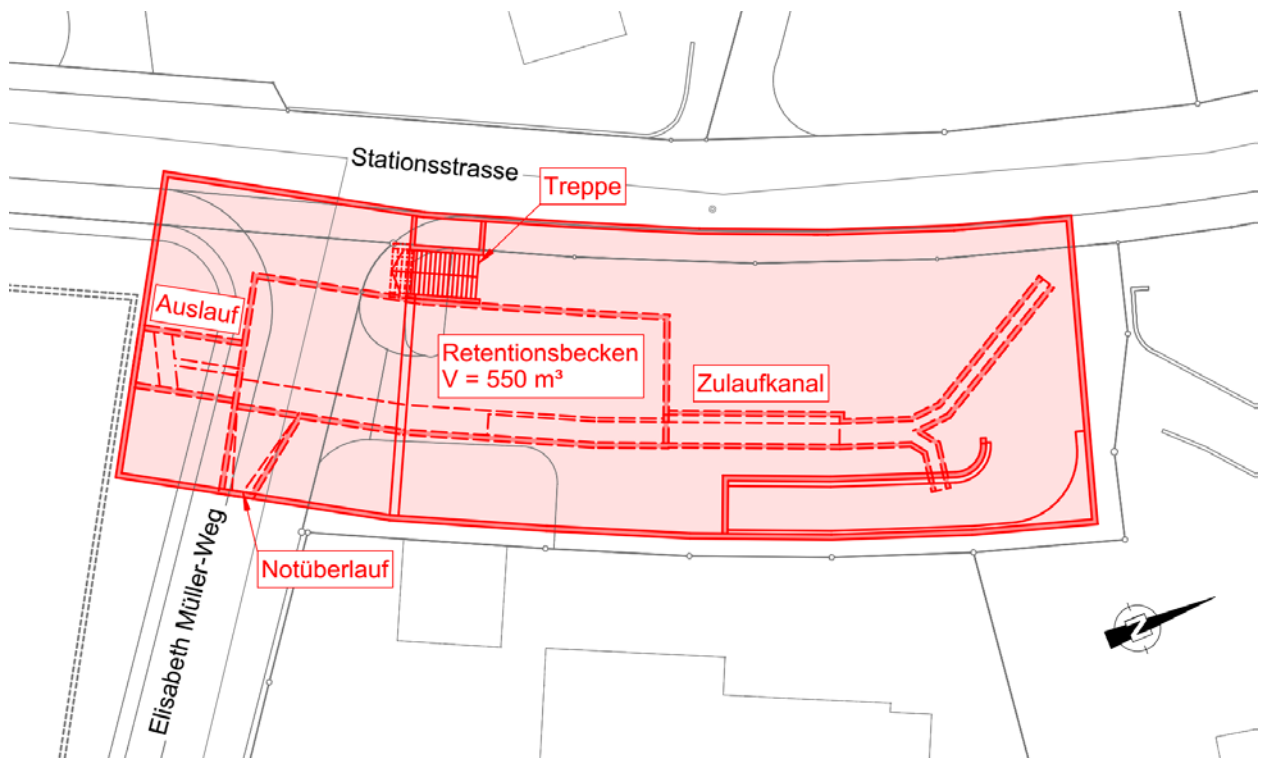 Stationsstrasse
Treppe
Auslauf
Retentionsbecken
V = 550 m³
Zulaufkanal
Notüberlauf
Elisabeth Müller-Weg
N